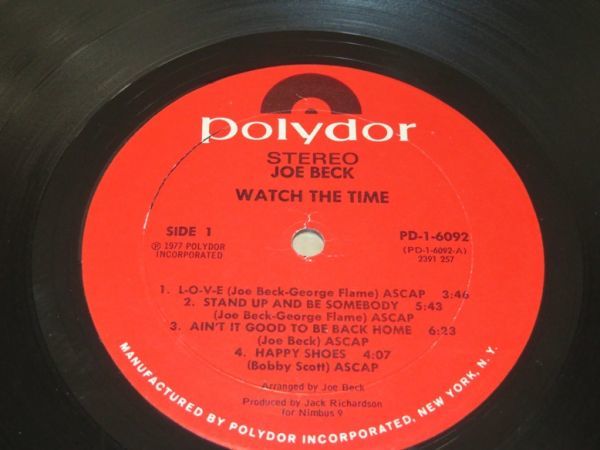 polydor
STEREO
JOE BECK
WATCH THE TIME
SIDE 1
℗ 1977 POLYDOR
INCORPORATED
PD-1-6092
(PD-1-6092-A)
2391 257
1. L-O-V-E (Joe Beck-George Flame) ASCAP 3:46
2. STAND UP AND BE SOMEBODY 5:43
(Joe Beck-George Flame) ASCAP
3. AIN'T IT GOOD TO BE BACK HOME 6:23
(Joe Beck) ASCAP
4. HAPPY SHOES 4:07
(Bobby Scott) ASCAP
Arranged by Joe Beck
Produced by Jack Richardson
for Nimbus 9
MANUFACTURED BY POLYDOR INCORPORATED, NEW YORK, N.Y.